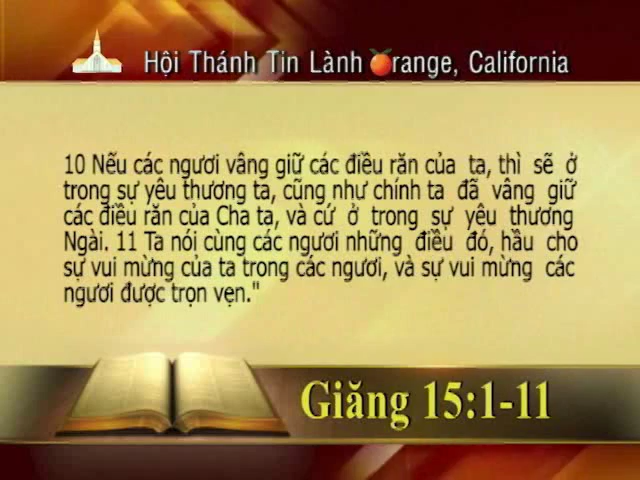 Hội Thánh Tin Lành Orange, California
10 Nếu các ngươi vâng giữ các điều răn của ta, thì sẽ ở
trong sự yêu thương ta, cũng như chính ta đã vâng giữ
các điều răn của Cha ta, và cứ ở trong sự yêu thương
Ngài. 11 Ta nói cùng các ngươi những điều đó, hầu cho
sự vui mừng của ta trong các ngươi, và sự vui mừng các
ngươi được trọn vẹn."
Giăng 15:1-11